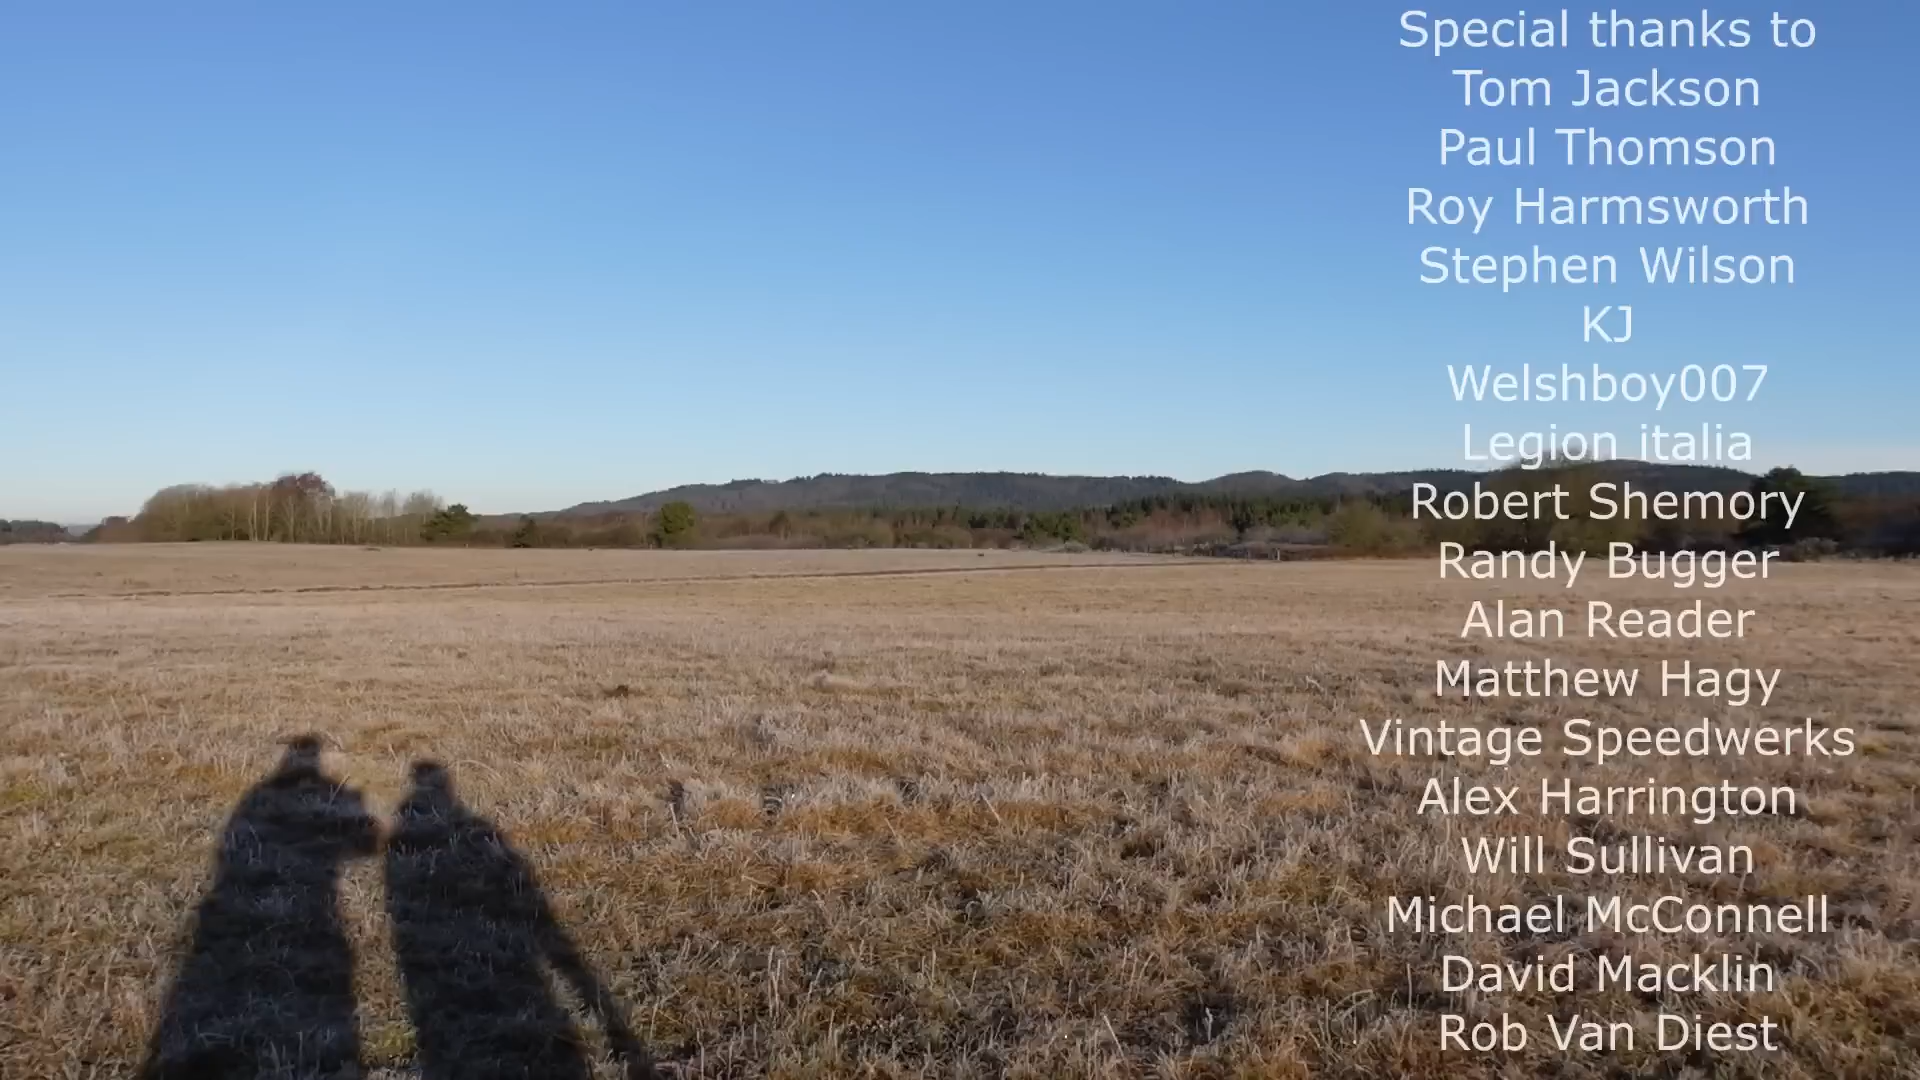 Special thanks to
Tom Jackson
Paul Thomson
Roy Harmsworth
Stephen Wilson
KJ
Welshboy007
Legion italia
Robert Shemory
Randy Bugger
Alan Reader
Matthew Hagy
Vintage Speedwerks
Alex Harrington
Will Sullivan
Michael McConnell
David Macklin
Rob Van Diest